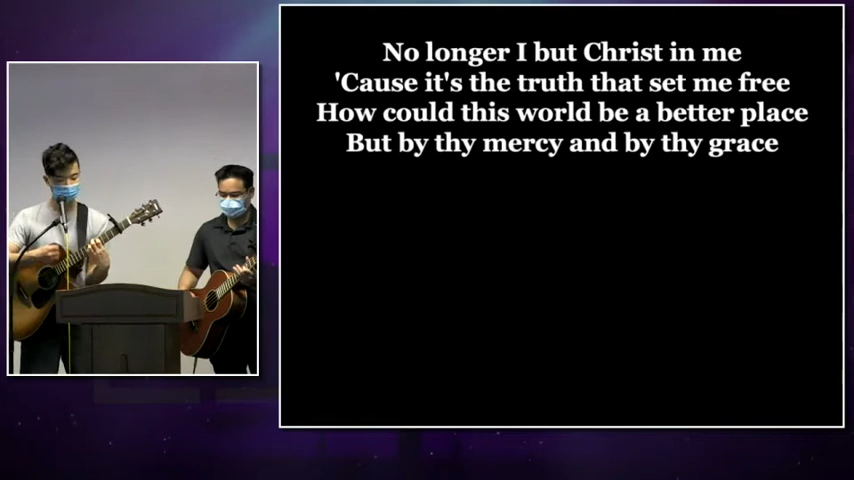 No longer I but Christ in me
'Cause it's the truth that set me free
How could this world be a better place
But by thy mercy and by thy grace